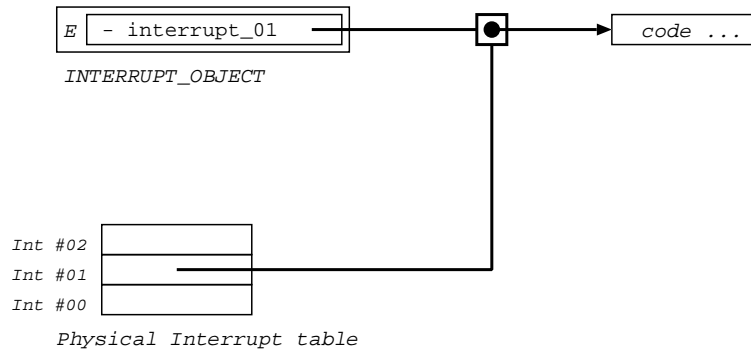 E - interrupt_01
code ...
INTERRUPT_OBJECT
Int #02
Int #01
Int #00
Physical Interrupt table